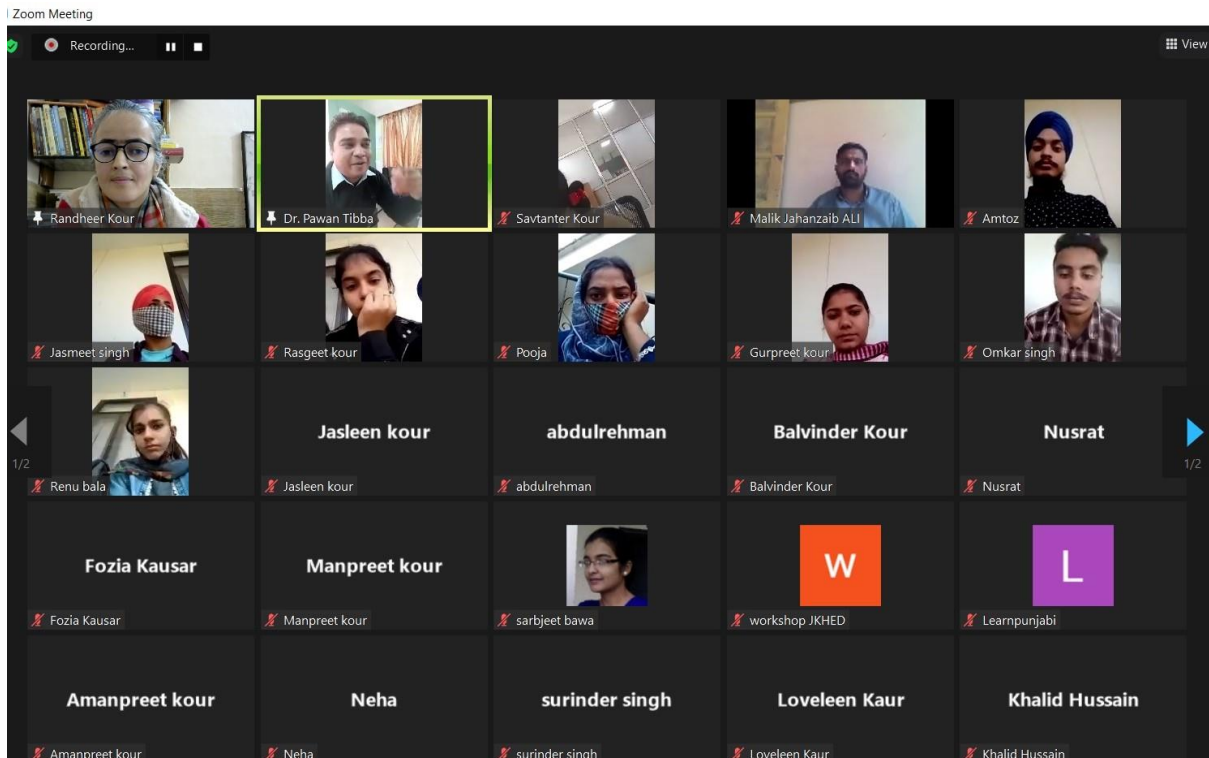 Zoom Meeting
Recording...
View
Randheer Kour
Dr. Pawan Tibba
Savtanter Kour
Malik Jahanzaib ALI
Amtoz
Jasmeet singh
Rasgeet kour
Pooja
Gurpreet kour
Omkar singh
1/2
1/2
Renu bala
Jasleen kour
Jasleen kour
abdulrehman
abdulrehman
Balvinder Kour
Balvinder Kour
Nusrat
Nusrat
Fozia Kausar
Fozia Kausar
Manpreet kour
Manpreet kour
sarbjeet bawa
W
workshop JKHED
L
Learnpunjabi
Amanpreet kour
Amanpreet kour
Neha
Neha
surinder singh
surinder singh
Loveleen Kaur
Loveleen Kaur
Khalid Hussain
Khalid Hussain